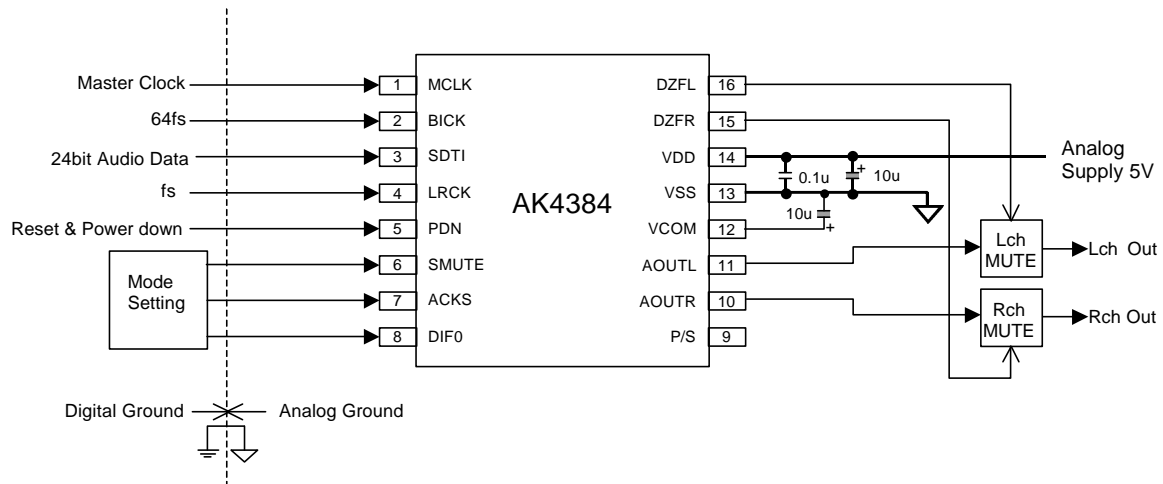 Master Clock
64fs
24bit Audio Data
fs
Reset & Power down
Mode
Setting
1 MCLK
2 BICK
3 SDTI
4 LRCK
5 PDN
6 SMUTE
7 ACKS
8 DIF0
AK4384
DZFL 16
DZFR 15
VDD 14
VSS 13
VCOM 12
AOUTL 11
AOUTR 10
P/S 9
0.1u
+ 10u
10u
+
Analog
Supply 5V
Lch
MUTE
Lch Out
Rch
MUTE
Rch Out
Digital Ground
Analog Ground